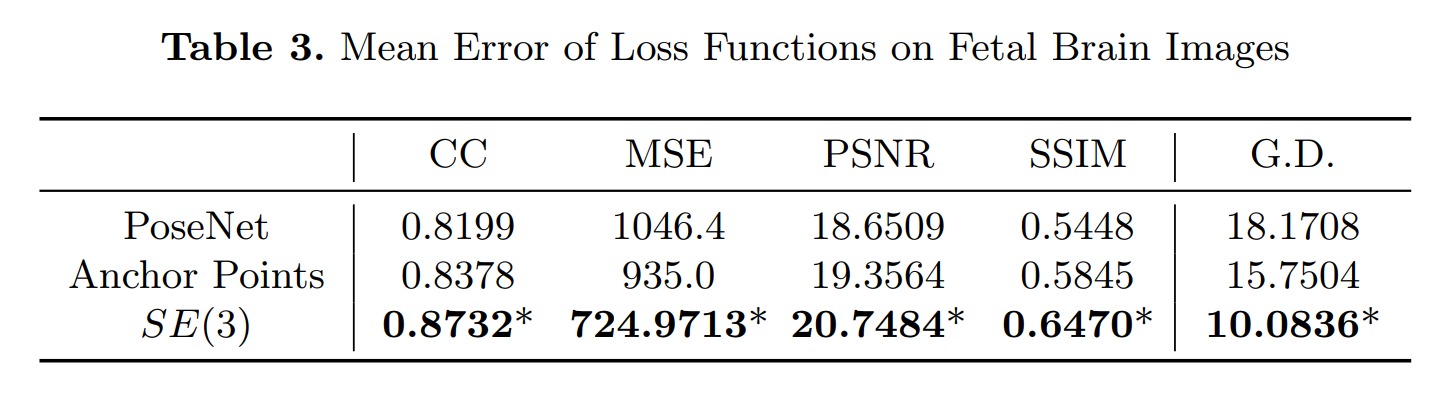 Table 3. Mean Error of Loss Functions on Fetal Brain Images
CC MSE PSNR SSIM G.D.
PoseNet 0.8199 1046.4 18.6509 0.5448 18.1708
Anchor Points 0.8378 935.0 19.3564 0.5845 15.7504
SE(3) 0.8732* 724.9713* 20.7484* 0.6470* 10.0836*